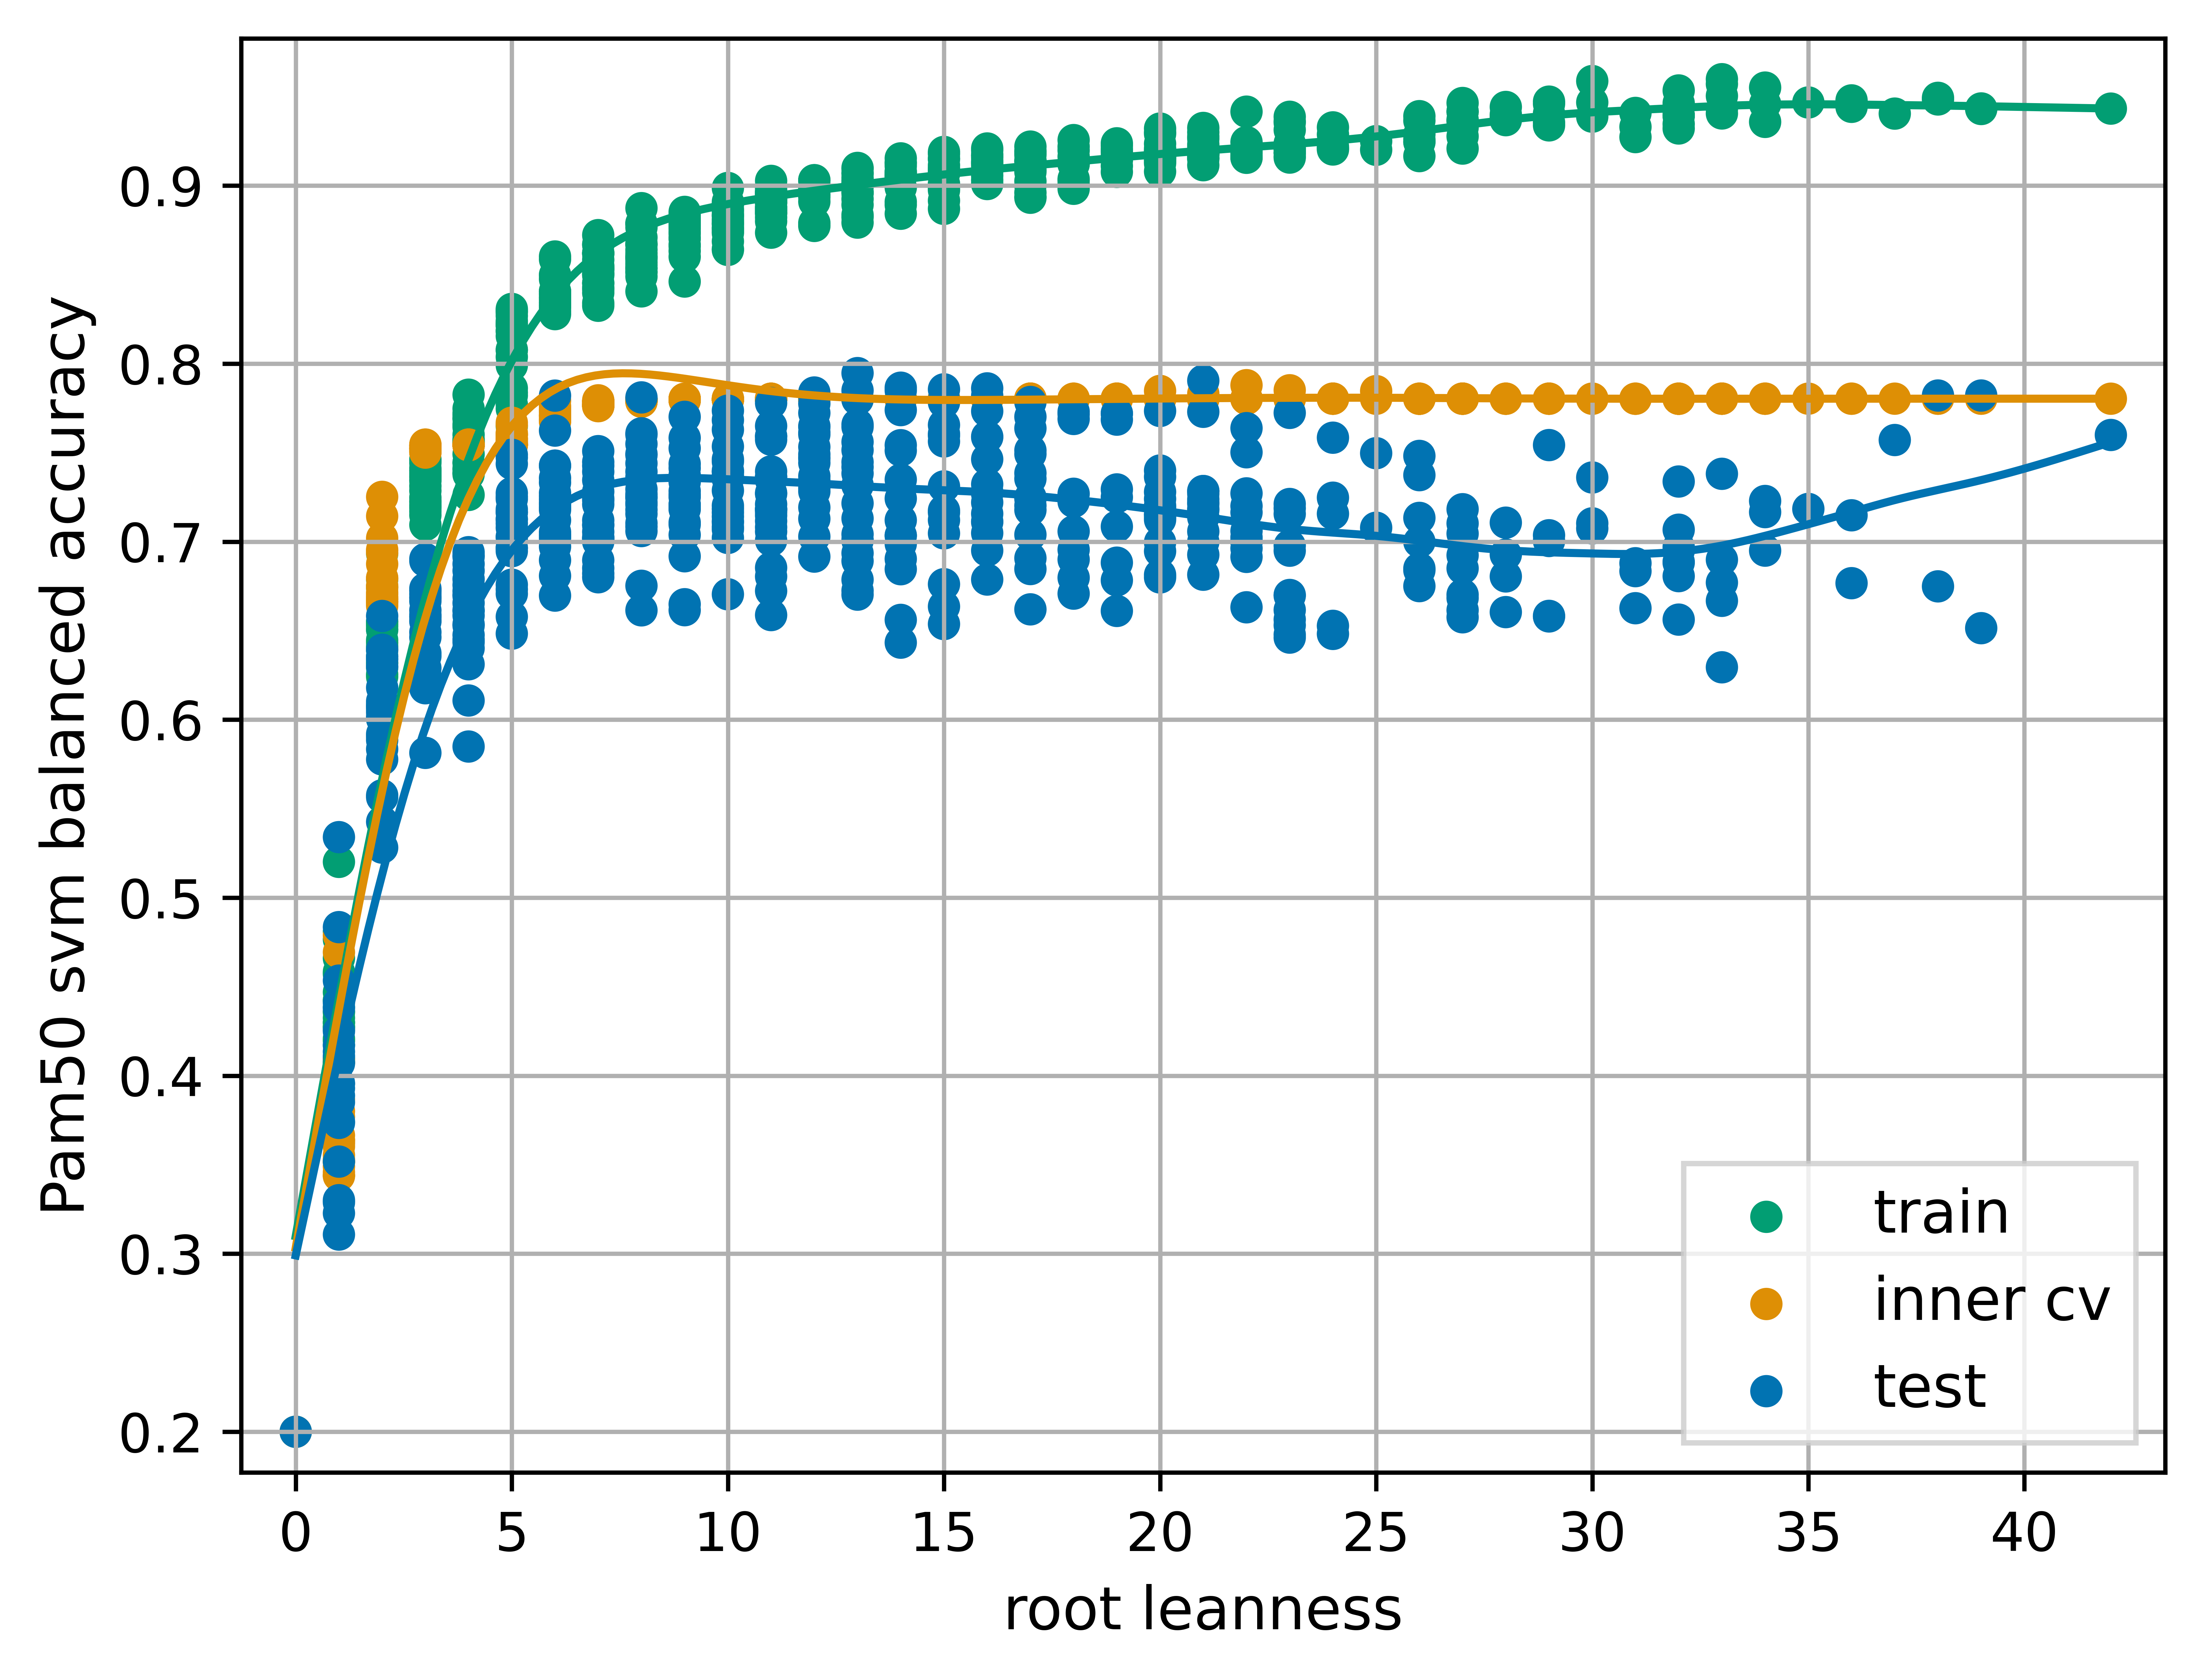 Pam50 svm balanced accuracy
0.9
0.8
0.7
0.6
0.5
0.4
0.3
0.2
0 5 10 15 20 25 30 35 40
root leanness
train
inner cv
test